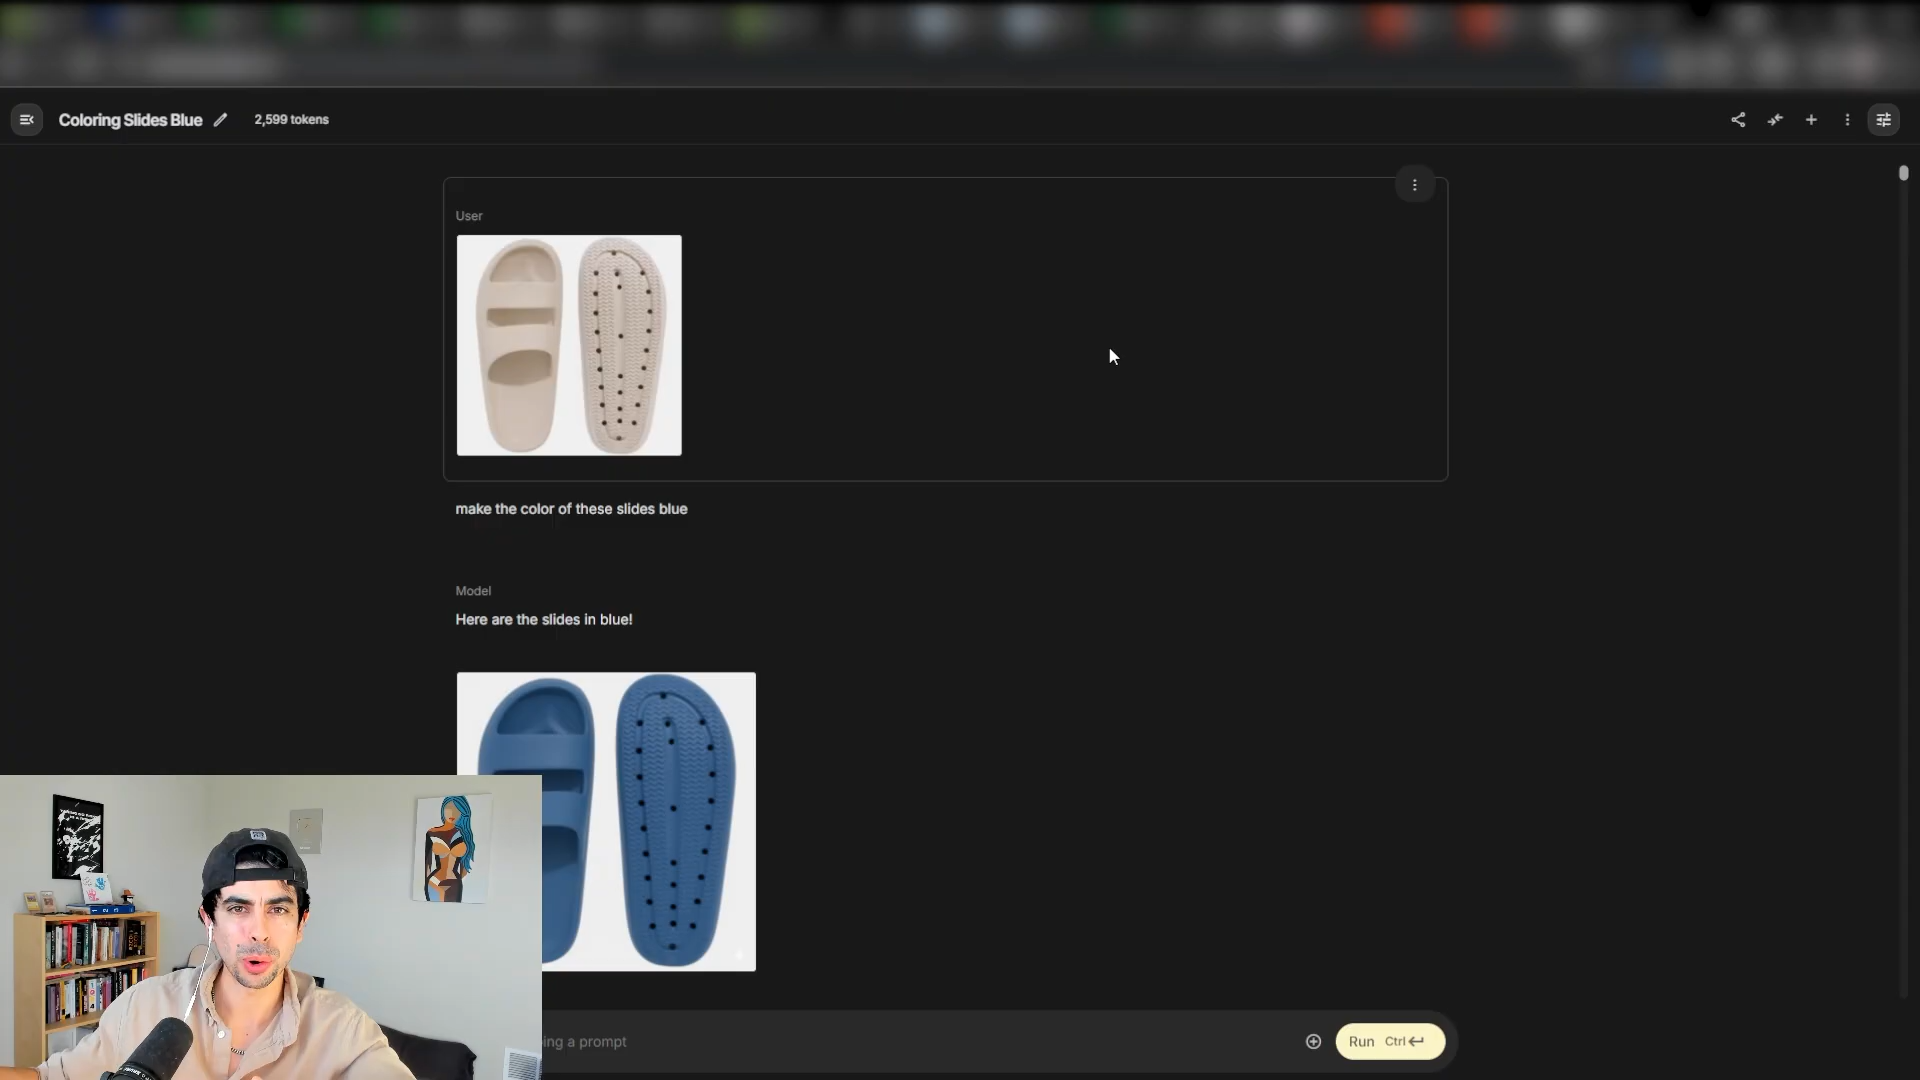 Coloring Slides Blue 2,599 tokens
User
make the color of these slides blue
Model
Here are the slides in blue!
ing a prompt
Run Ctrl